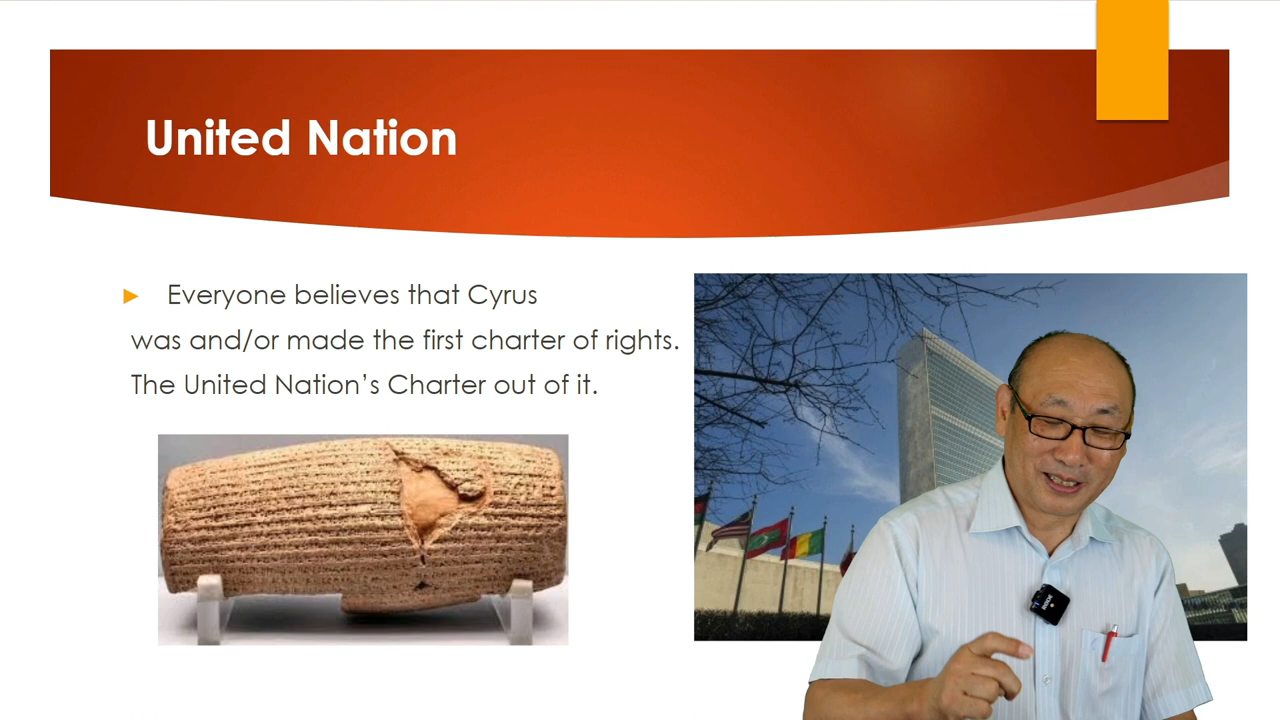 United Nation
Everyone believes that Cyrus
was and/or made the first charter of rights.
The United Nation’s Charter out of it.